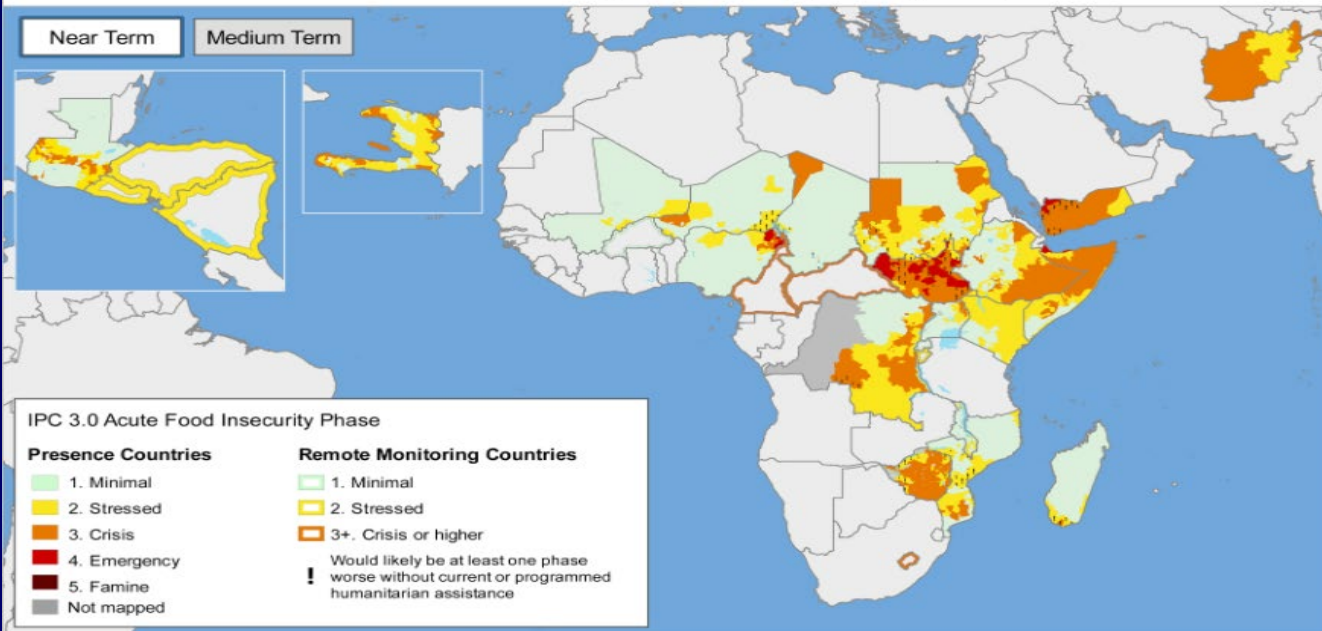 Near Term
Medium Term
IPC 3.0 Acute Food Insecurity Phase
Presence Countries
1. Minimal
2. Stressed
3. Crisis
4. Emergency
5. Famine
Not mapped
Remote Monitoring Countries
1. Minimal
2. Stressed
3+. Crisis or higher
! Would likely be at least one phase
worse without current or programmed
humanitarian assistance